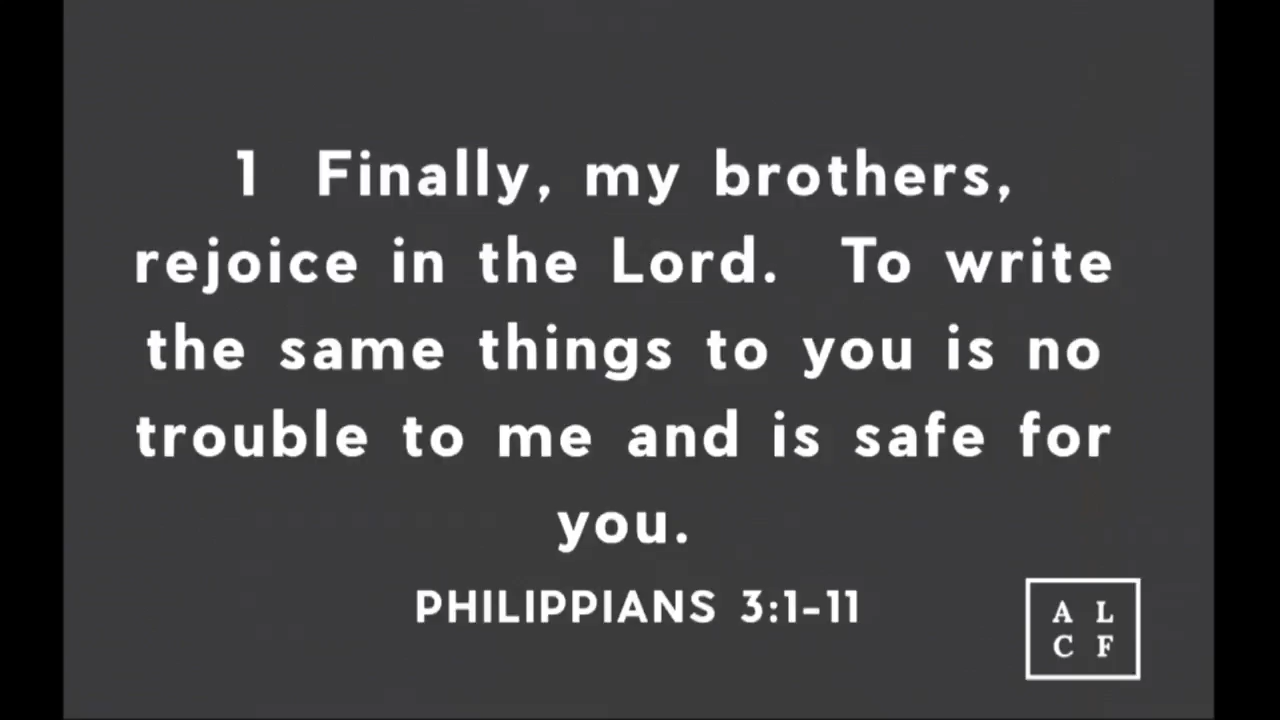 1 Finally, my brothers,
rejoice in the Lord. To write
the same things to you is no
trouble to me and is safe for
you.
PHILIPPIANS 3:1-11
A L
C F